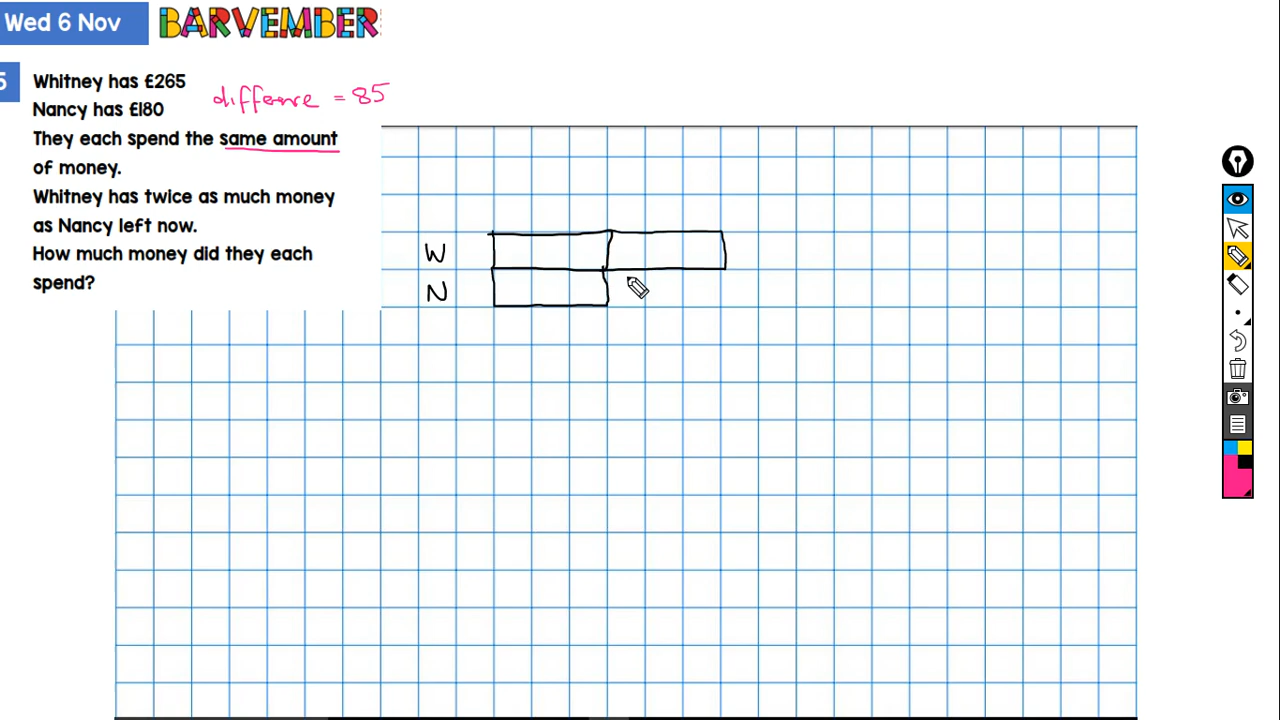 Wed 6 Nov
BARVEMBER
5
Whitney has £265
Nancy has £180
difference = 85
They each spend the same amount
of money.
Whitney has twice as much money
as Nancy left now.
How much money did they each
spend?
W
N